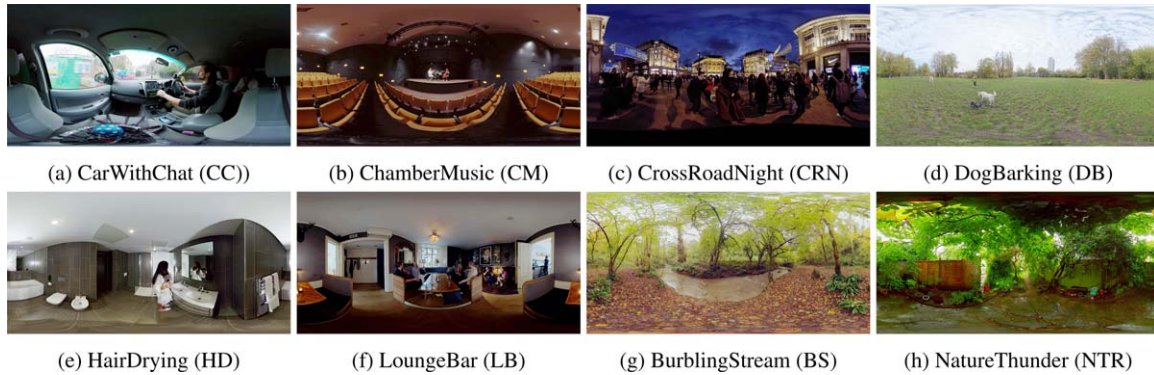 (a) CarWithChat (CC))
(b) ChamberMusic (CM)
(c) CrossRoadNight (CRN)
(d) DogBarking (DB)
(e) HairDrying (HD)
(f) LoungeBar (LB)
(g) BurblingStream (BS)
(h) NatureThunder (NTR)